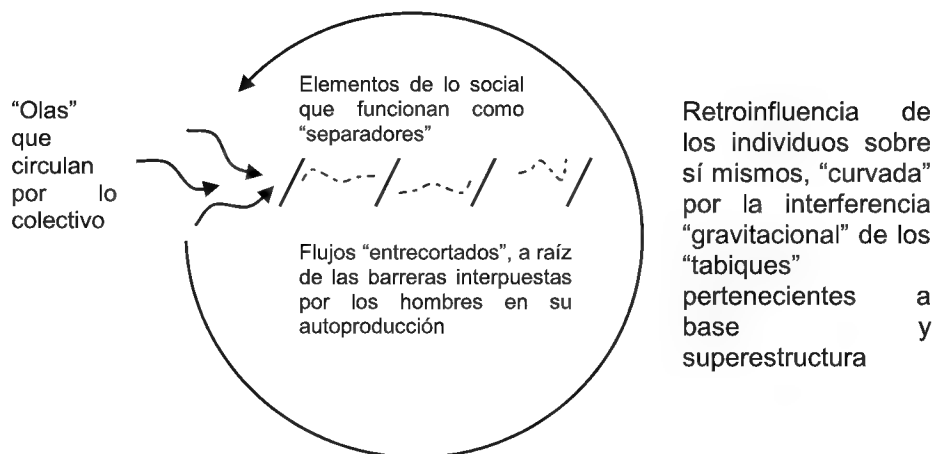 “Olas”
que
circulan
por lo
colectivo
Elementos de lo social
que funcionan como
“separadores”
Flujos “entrecortados”, a raíz
de las barreras interpuestas
por los hombres en su
autoproducción
Retroinfluencia de
los individuos sobre
sí mismos, “curvada”
por la interferencia
“gravitacional” de los
“tabiques”
pertenecientes a
base y
superestructura